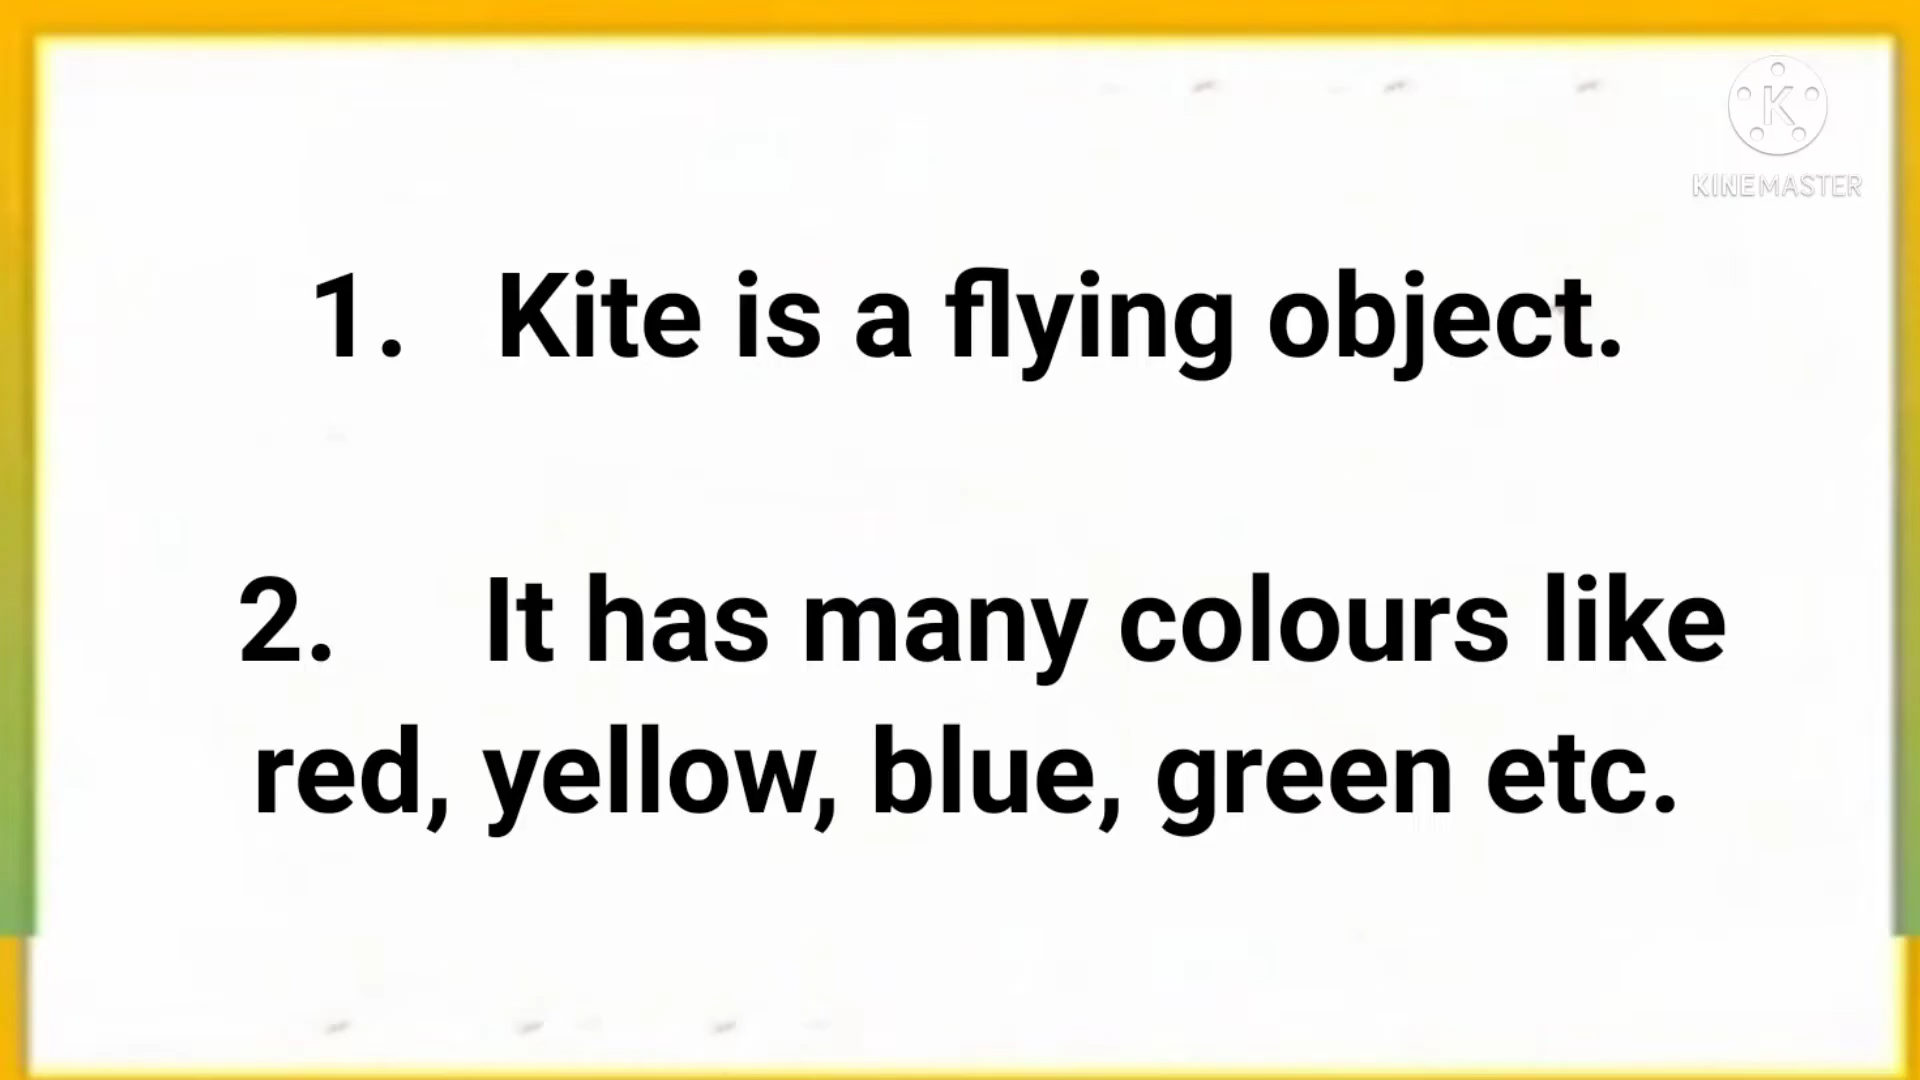 K
KINEMASTER
1. Kite is a flying object.
2. It has many colours like
red, yellow, blue, green etc.